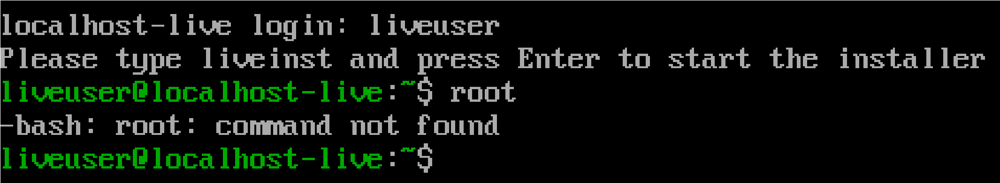 localhost-live login: liveuser
Please type liveinst and press Enter to start the installer
liveuser@localhost-live:~$ root
-bash: root: command not found
liveuser@localhost-live:~$